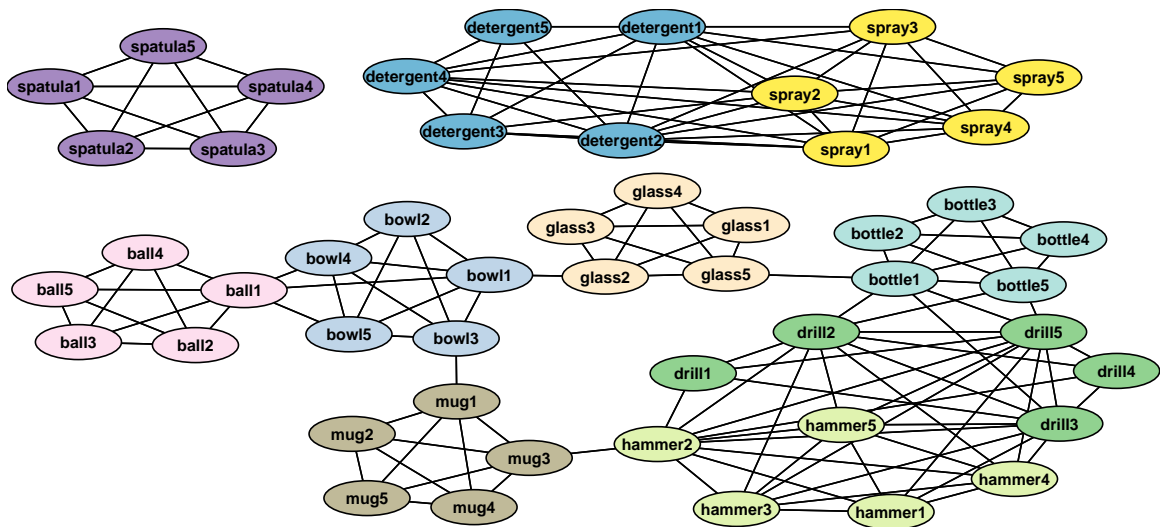 detergent5
detergent1
spray3
spatula5
detergent4
spatula1
spatula4
spray5
spray2
detergent3
spray4
detergent2
spatula2
spatula3
spray1
glass4
bottle3
bowl2
glass3
glass1
bottle2
bottle4
ball4
bowl4
bowl1
glass2
glass5
bottle1
bottle5
ball5
ball1
bowl5
bowl3
drill2
drill5
ball3
ball2
drill1
drill4
mug1
mug2
hammer5
drill3
hammer2
mug3
hammer4
mug5
mug4
hammer3
hammer1